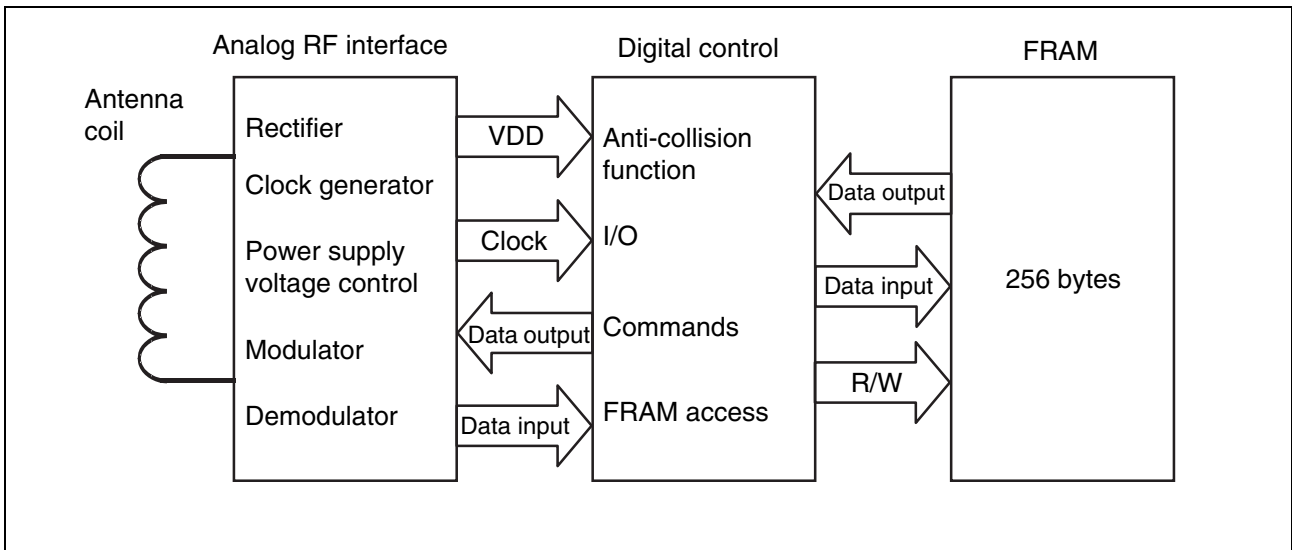 Analog RF interface
Digital control
FRAM
Antenna
coil
Rectifier
Clock generator
Power supply
voltage control
Modulator
Demodulator
VDD
Clock
Data output
Data input
Anti-collision
function
I/O
Commands
FRAM access
Data output
Data input
R/W
256 bytes